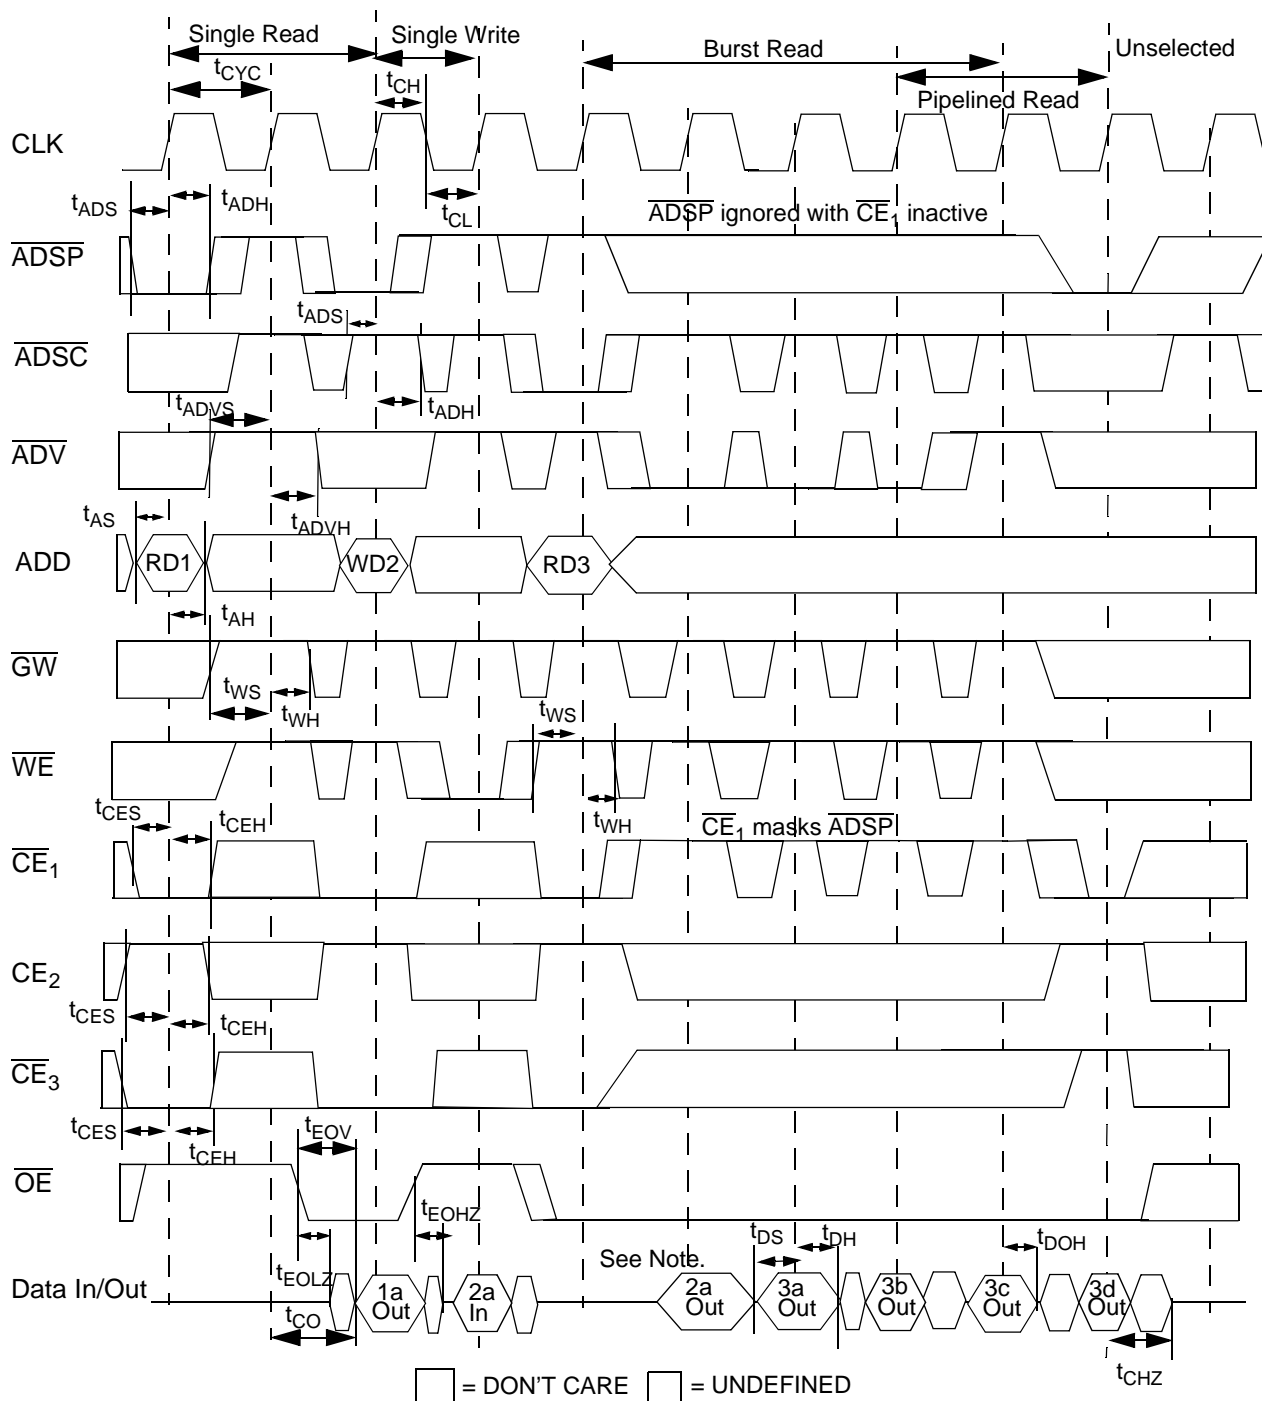 Single Read
Single Write
Burst Read
Unselected
tCYC
tCH
Pipelined Read
CLK
tADS
tADH
tCL
ADSP ignored with CE1 inactive
ADSP
tADS
ADSC
tADVS
tADH
ADV
tAS
tADVH
ADD
RD1
WD2
RD3
tAH
GW
tWS
tWH
tWS
WE
tCES
tCEH
tWH
CE1 masks ADSP
CE1
CE2
tCES
tCEH
CE3
tCES
tCEH
tEOV
OE
tEOHZ
See Note.
tDS
tDH
tDOH
Data In/Out
tEOLZ
1a Out
2a In
2a Out
3a Out
3b Out
3c Out
3d Out
tCO
tCHZ
= DON'T CARE
= UNDEFINED